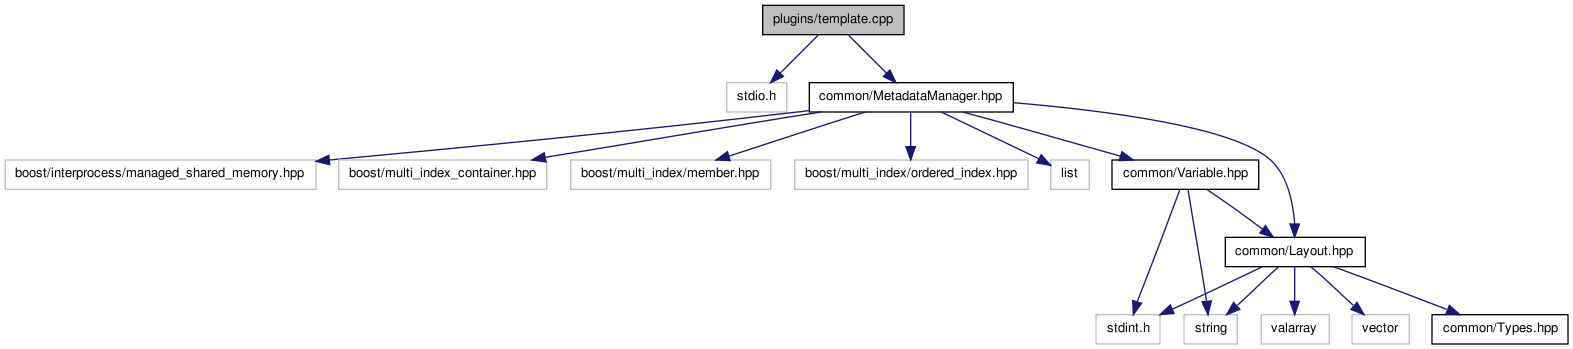 plugins/template.cpp
stdio.h
common/MetadataManager.hpp
boost/interprocess/managed_shared_memory.hpp
boost/multi_index_container.hpp
boost/multi_index/member.hpp
boost/multi_index/ordered_index.hpp
list
common/Variable.hpp
common/Layout.hpp
stdint.h
string
valarray
vector
common/Types.hpp